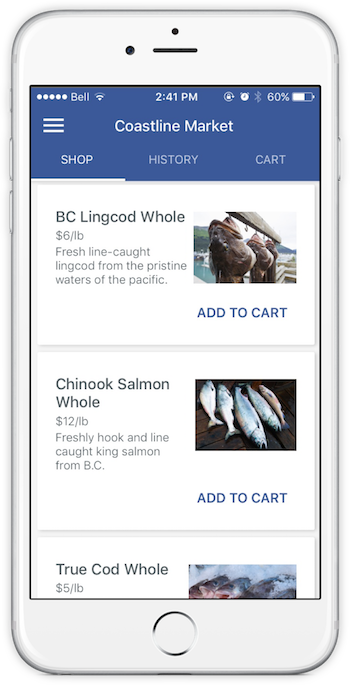 Bell 2:41 PM 60%
Coastline Market
SHOP HISTORY CART
BC Lingcod Whole
$6/lb
Fresh line-caught
lingcod from the pristine
waters of the pacific.
ADD TO CART
Chinook Salmon
Whole
$12/lb
Freshly hook and line
caught king salmon
from B.C.
ADD TO CART
True Cod Whole
$5/lb